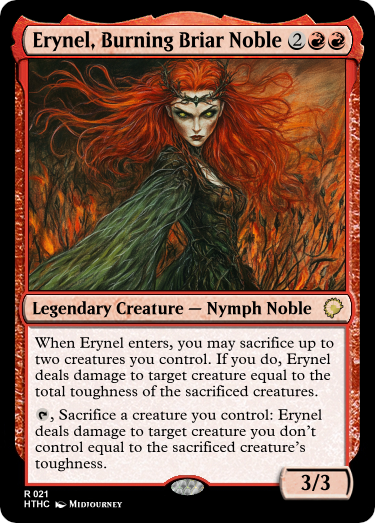 Erynel, Burning Briar Noble 2
Legendary Creature — Nymph Noble
When Erynel enters, you may sacrifice up to
two creatures you control. If you do, Erynel
deals damage to target creature equal to the
total toughness of the sacrificed creatures.
, Sacrifice a creature you control: Erynel
deals damage to target creature you don't
control equal to the sacrificed creature's
toughness.
3/3
R 021
HTHC MIDJOURNEY